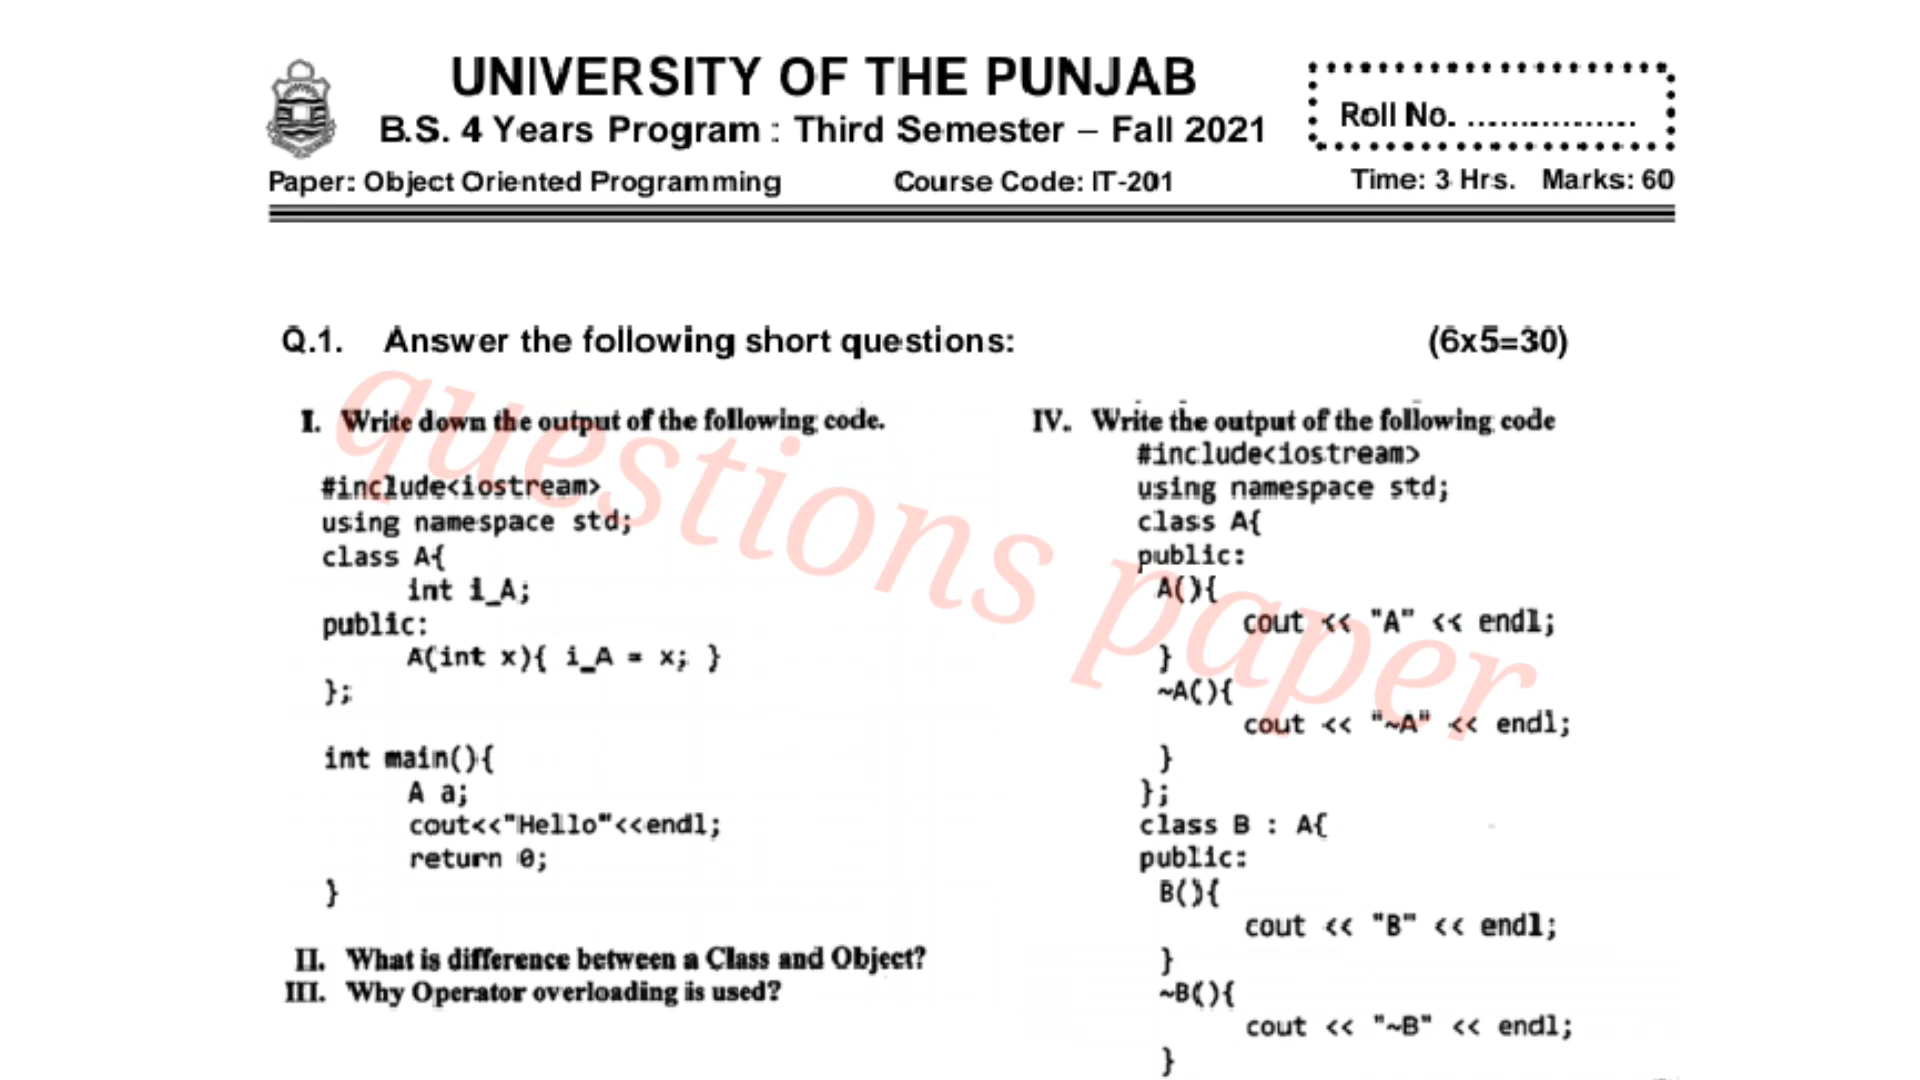 UNIVERSITY OF THE PUNJAB
B.S. 4 Years Program : Third Semester – Fall 2021
Roll No. ................
Paper: Object Oriented Programming Course Code: IT-201 Time: 3 Hrs. Marks: 60
Q.1. Answer the following short questions: (6x5=30)
I. Write down the output of the following code.
#include<iostream>
using namespace std;
class A{
int i_A;
public:
A(int x){ i_A = x; }
};
int main(){
A a;
cout<<"Hello"<<endl;
return 0;
}
II. What is difference between a Class and Object?
III. Why Operator overloading is used?
IV. Write the output of the following code
#include<iostream>
using namespace std;
class A{
public:
A(){
cout << "A" << endl;
}
~A(){
cout << "~A" << endl;
}
};
class B : A{
public:
B(){
cout << "B" << endl;
}
~B(){
cout << "~B" << endl;
}
questions paper